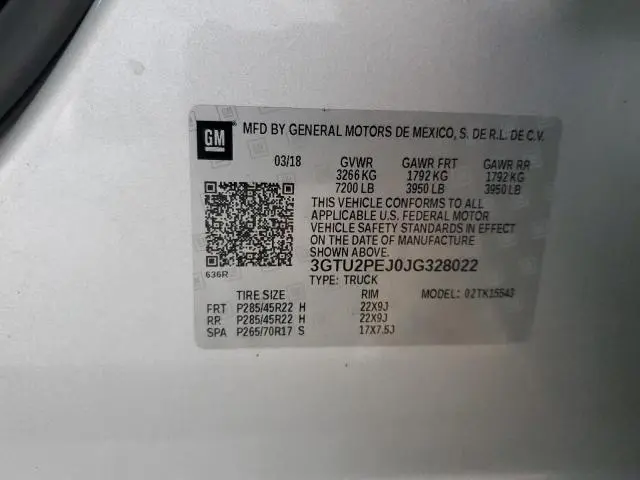 GM
MFD BY GENERAL MOTORS DE MEXICO, S. DE R.L. DE C.V.
03/18 GVWR GAWR FRT GAWR RR
3266 KG 1792 KG 1792 KG
7200 LB 3950 LB 3950 LB
THIS VEHICLE CONFORMS TO ALL
APPLICABLE U.S. FEDERAL MOTOR
VEHICLE SAFETY STANDARDS IN EFFECT
ON THE DATE OF MANUFACTURE
SHOWN ABOVE.
3GTU2PEJ0JG328022
636R
TYPE: TRUCK
TIRE SIZE RIM MODEL: 02TK15543
FRT P285/45R22 H 22X9J
RR P285/45R22 H 22X9J
SPA P265/70R17 S 17X7.5J